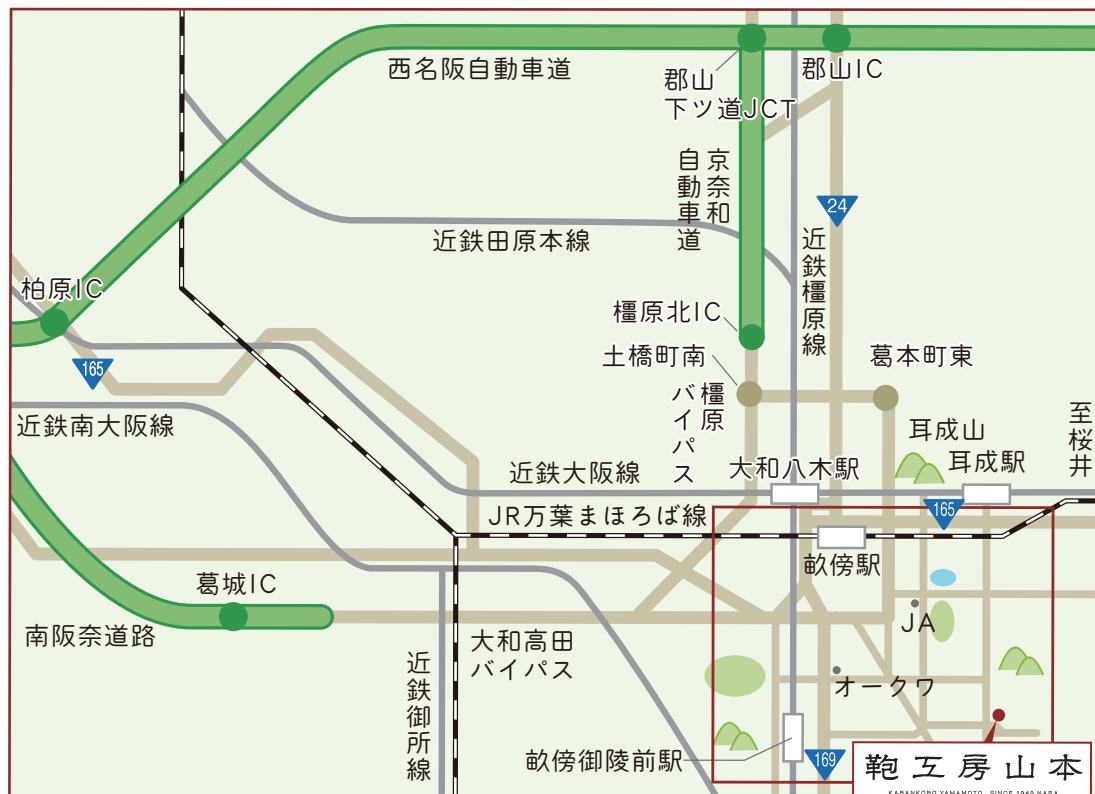 西名阪自動車道
郡山
下ツ道JCT
郡山IC
京奈和
自動車道
24
近鉄田原本線
近鉄橿原線
柏原IC
橿原北IC
165
土橋町南
葛本町東
橿原
バイパス
近鉄南大阪線
耳成山
耳成駅
至桜井
近鉄大阪線
大和八木駅
JR万葉まほろば線
165
畝傍駅
葛城IC
JA
南阪奈道路
大和高田
バイパス
近鉄御所線
オークワ
畝傍御陵前駅
169
鞄工房山本
KABANKOBO YAMAMOTO SINCE 1949 NARA